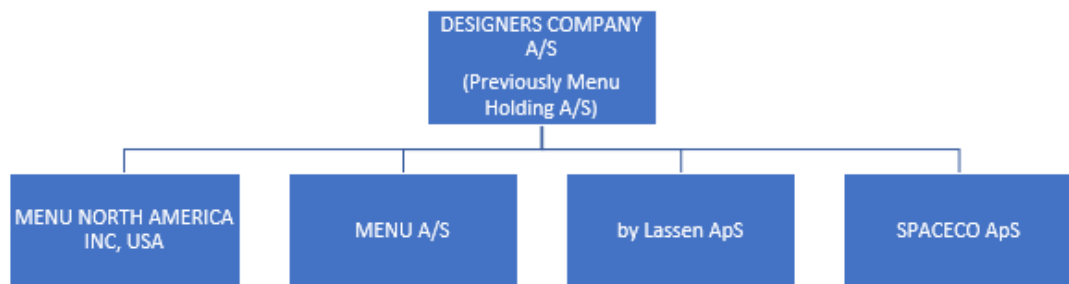 DESIGNERS COMPANY
A/S
(Previously Menu
Holding A/S)
MENU NORTH AMERICA
INC, USA
MENU A/S
by Lassen ApS
SPACECO ApS